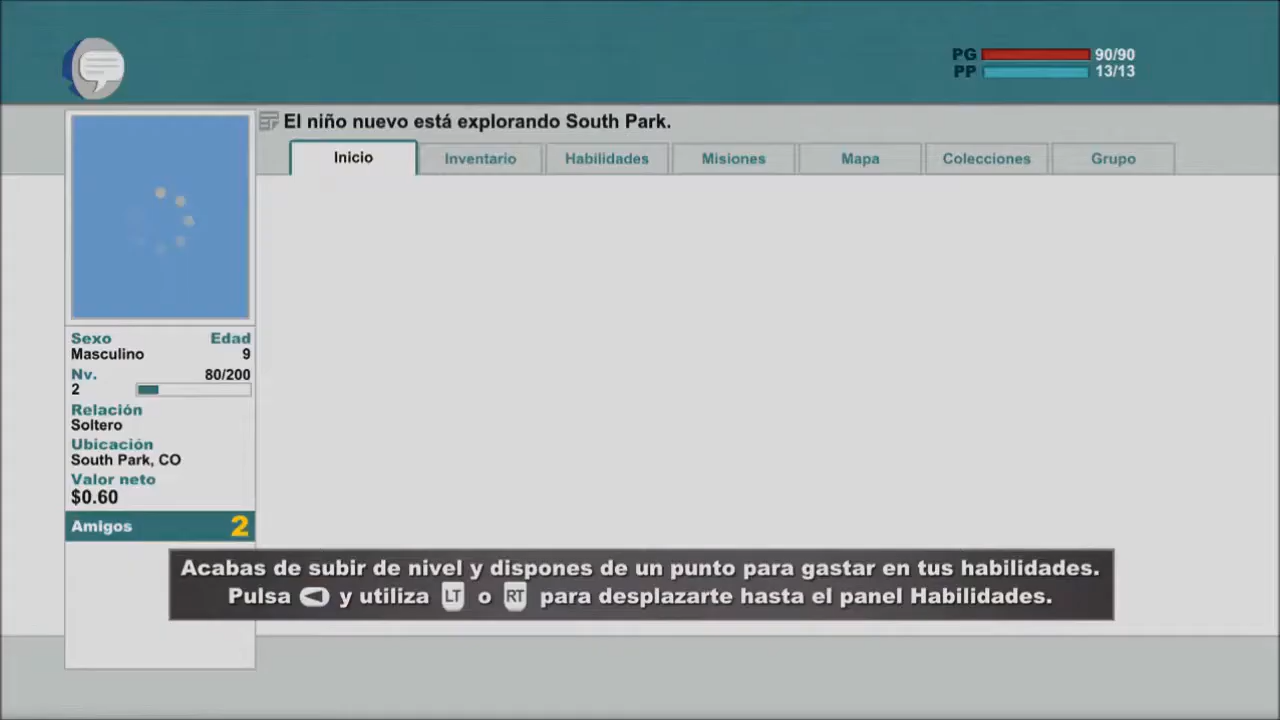 PG 90/90
PP 13/13
El niño nuevo está explorando South Park.
Inicio Inventario Habilidades Misiones Mapa Colecciones Grupo
Sexo Edad
Masculino 9
Nv. 80/200
2
Relación
Soltero
Ubicación
South Park, CO
Valor neto
$0.60
Amigos 2
Acabas de subir de nivel y dispones de un punto para gastar en tus habilidades.
Pulsa y utiliza LT o RT para desplazarte hasta el panel Habilidades.